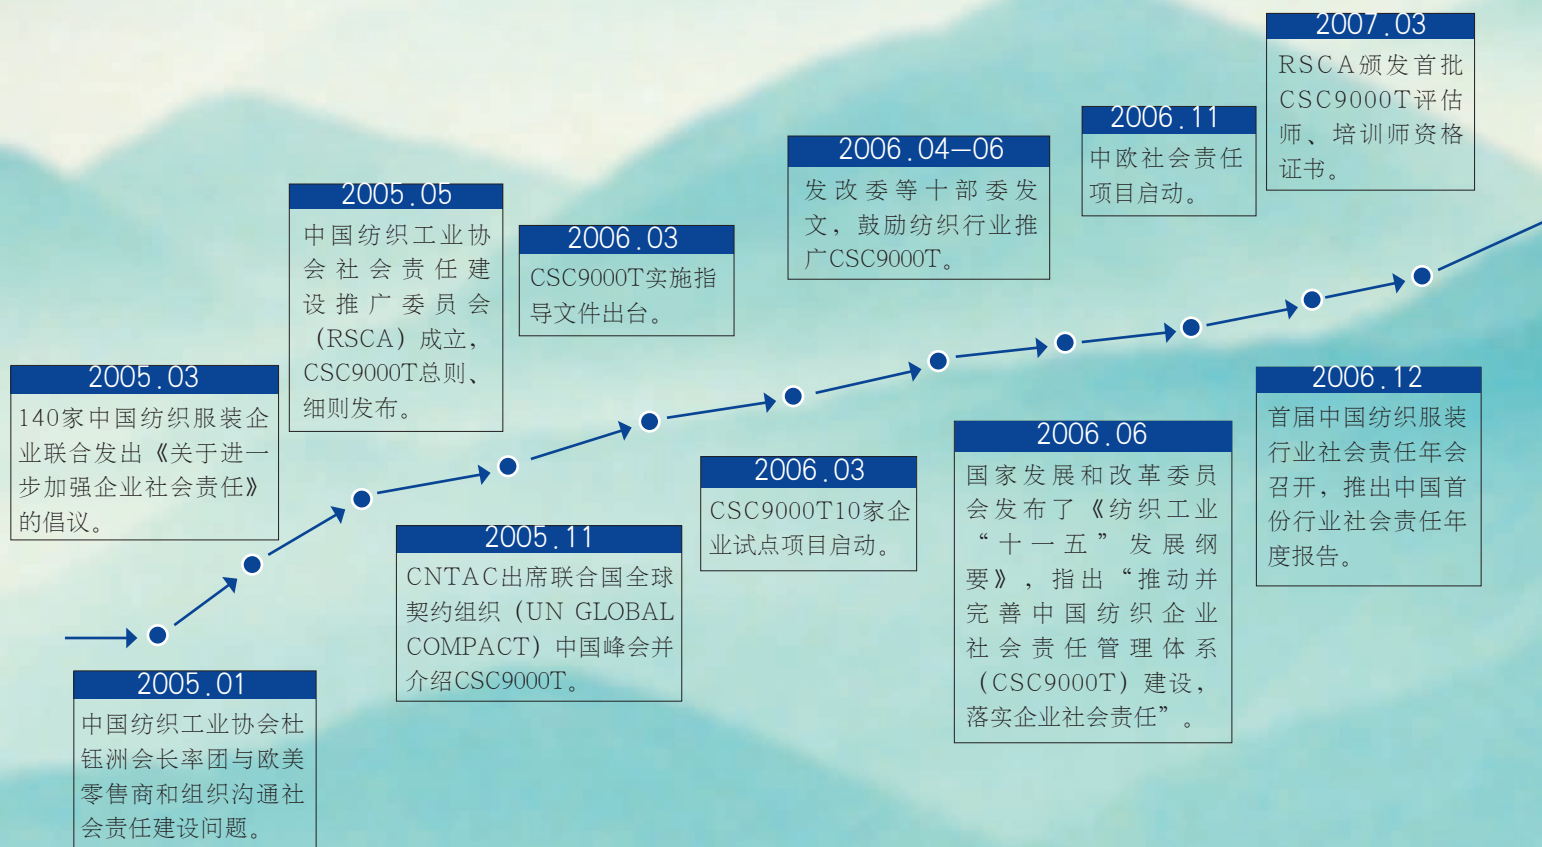 2005.01
中国纺织工业协会杜
钰洲会长率团与欧美
零售商和组织沟通社
会责任建设问题。
2005.03
140家中国纺织服装企
业联合发出《关于进一
步加强企业社会责任》
的倡议。
2005.05
中国纺织工业协
会社会责任建
设推广委员会
（RSCA）成立，
CSC9000T总则、
细则发布。
2005.11
CNTAC出席联合国全球
契约组织（UN GLOBAL
COMPACT）中国峰会并
介绍CSC9000T。
2006.03
CSC9000T实施指
导文件出台。
2006.03
CSC9000T10家企
业试点项目启动。
2006.04—06
发改委等十部委发
文，鼓励纺织行业推
广CSC9000T。
2006.06
国家发展和改革委员
会发布了《纺织工业
“十一五”发展纲
要》，指出“推动并
完善中国纺织企业
社会责任管理体系
（CSC9000T）建设，
落实企业社会责任”。
2006.11
中欧社会责任
项目启动。
2006.12
首届中国纺织服装
行业社会责任年会
召开，推出中国首
份行业社会责任年
度报告。
2007.03
RSCA颁发首批
CSC9000T评估
师、培训师资格
证书。